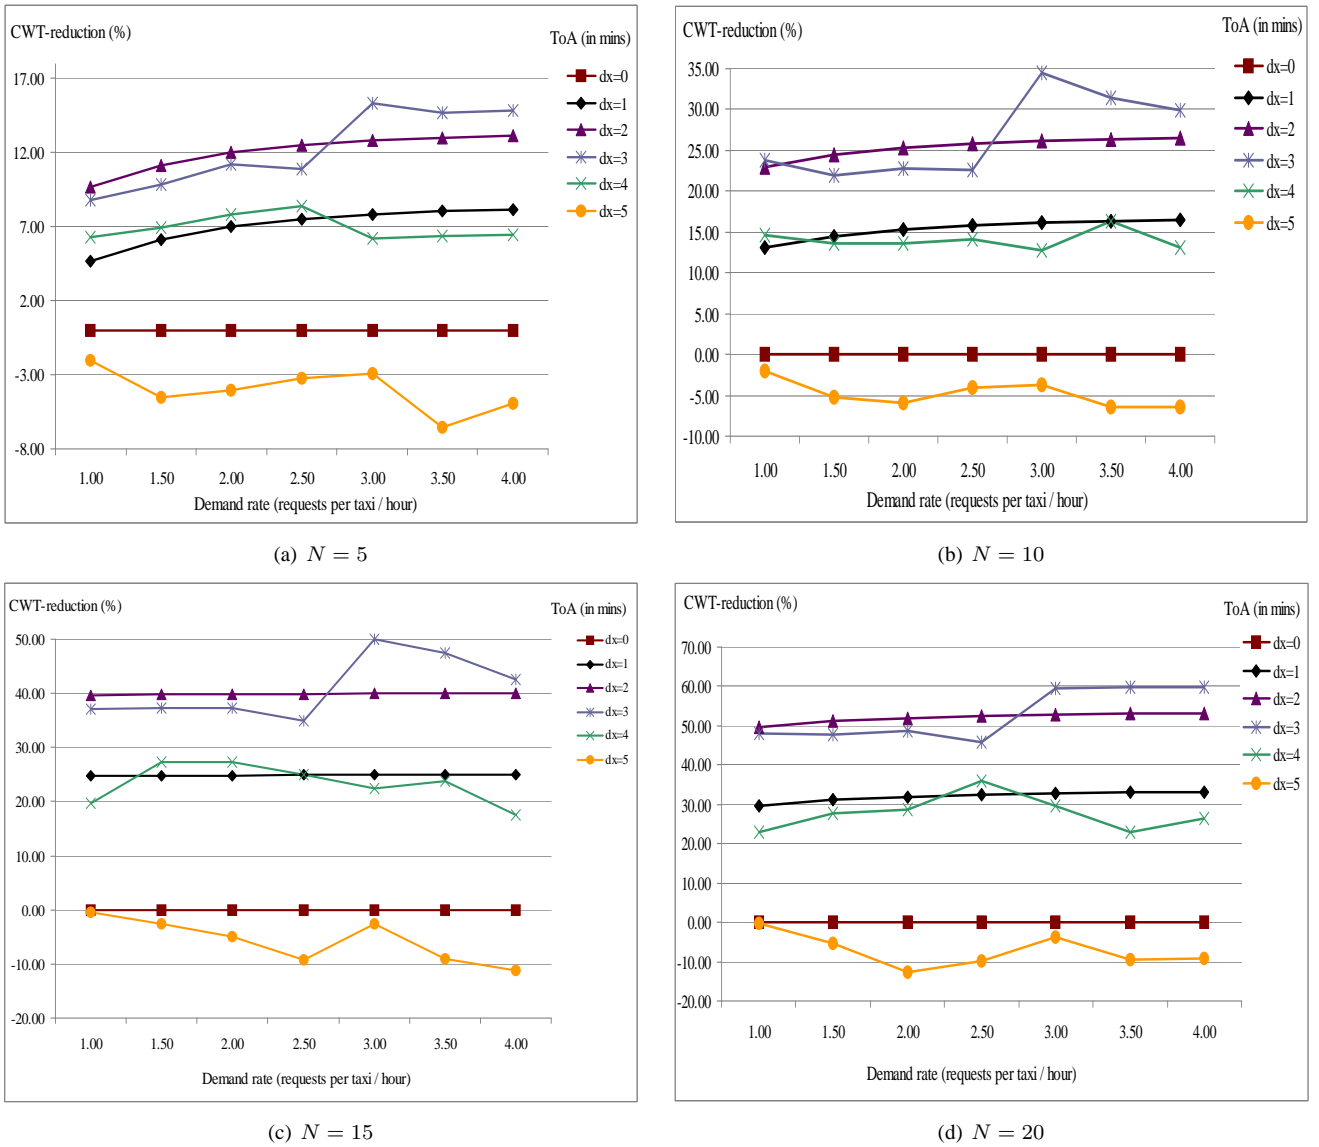 CWT-reduction (%)
ToA (in mins)
17.00
12.00
7.00
2.00
-3.00
-8.00
dx=0
dx=1
dx=2
dx=3
dx=4
dx=5
1.00 1.50 2.00 2.50 3.00 3.50 4.00
Demand rate (requests per taxi / hour)
(a) N = 5
CWT-reduction (%)
ToA (in mins)
35.00
30.00
25.00
20.00
15.00
10.00
5.00
0.00
-5.00
-10.00
dx=0
dx=1
dx=2
dx=3
dx=4
dx=5
1.00 1.50 2.00 2.50 3.00 3.50 4.00
Demand rate (requests per taxi / hour)
(b) N = 10
CWT-reduction (%)
ToA (in mins)
50.00
40.00
30.00
20.00
10.00
0.00
-10.00
-20.00
dx=0
dx=1
dx=2
dx=3
dx=4
dx=5
1.00 1.50 2.00 2.50 3.00 3.50 4.00
Demand rate (requests per taxi / hour)
(c) N = 15
CWT-reduction (%)
ToA (in mins)
70.00
60.00
50.00
40.00
30.00
20.00
10.00
0.00
-10.00
-20.00
dx=0
dx=1
dx=2
dx=3
dx=4
dx=5
1.00 1.50 2.00 2.50 3.00 3.50 4.00
Demand rate (requests per taxi / hour)
(d) N = 20